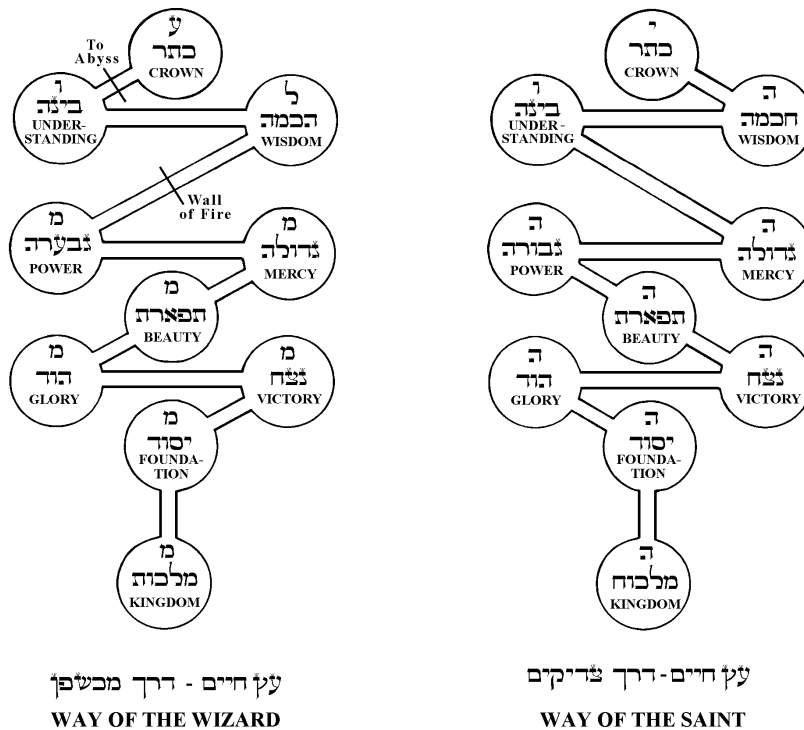 ע
כתר
CROWN
To
Abyss
ו
בינה
UNDER-
STANDING
ל
הכמה
WISDOM
Wall
of Fire
מ
גבערה
POWER
מ
גדולה
MERCY
מ
תפארת
BEAUTY
מ
הוד
GLORY
מ
נצח
VICTORY
מ
יסוד
FOUNDA-
TION
מ
מלכות
KINGDOM
עץ חיים - דרך מכשפן
WAY OF THE WIZARD
י
כתר
CROWN
ו
בינה
UNDER-
STANDING
ה
חכמה
WISDOM
ה
גבורה
POWER
ה
גדולה
MERCY
ה
תפארת
BEAUTY
ה
הוד
GLORY
ה
נצח
VICTORY
ה
יסוד
FOUNDA-
TION
ה
מלכוח
KINGDOM
עץ חיים - דרך צדיקים
WAY OF THE SAINT